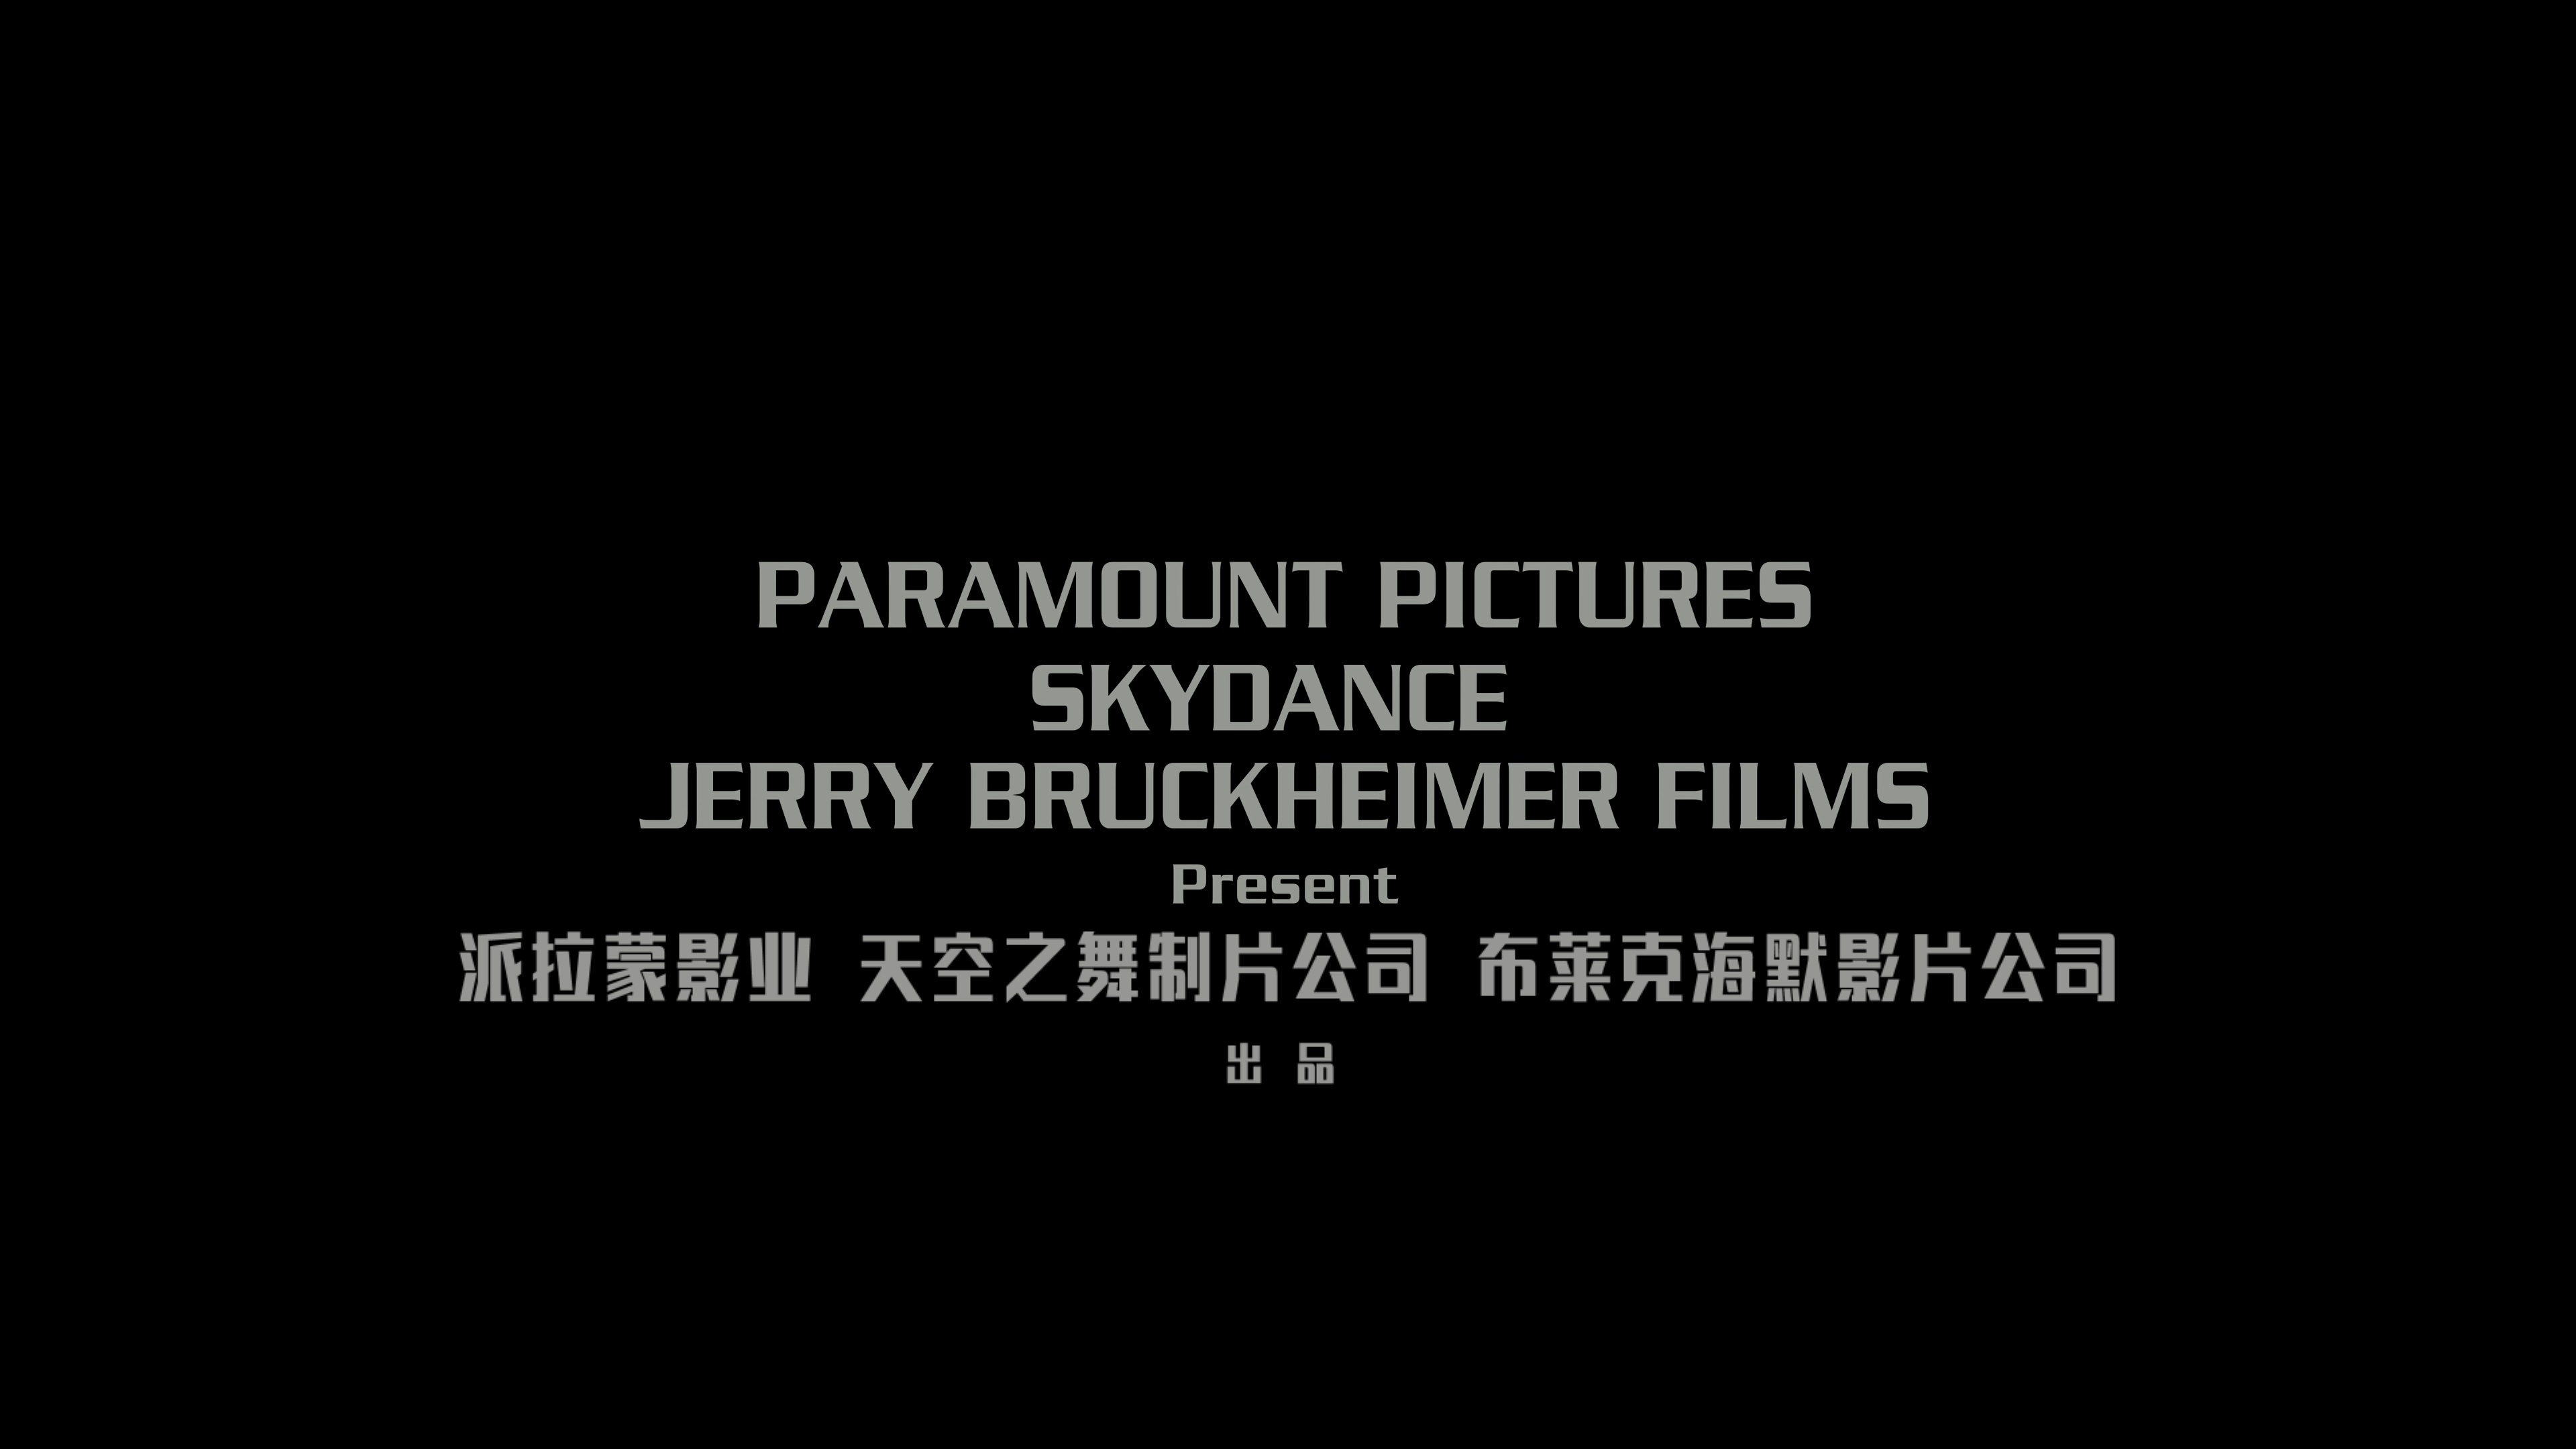 PARAMOUNT PICTURES
SKYDANCE
JERRY BRUCKHEIMER FILMS
Present
派拉蒙影业 天空之舞制片公司 布莱克海默影片公司
出 品